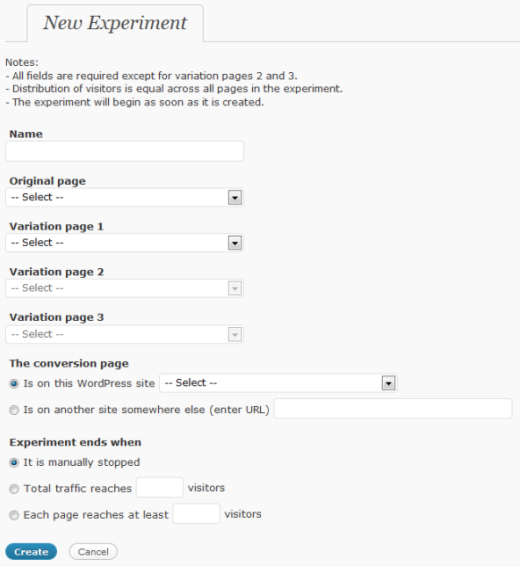 New Experiment
Notes:
- All fields are required except for variation pages 2 and 3.
- Distribution of visitors is equal across all pages in the experiment.
- The experiment will begin as soon as it is created.
Name
Original page
-- Select --
Variation page 1
-- Select --
Variation page 2
-- Select --
Variation page 3
-- Select --
The conversion page
Is on this WordPress site -- Select --
Is on another site somewhere else (enter URL)
Experiment ends when
It is manually stopped
Total traffic reaches visitors
Each page reaches at least visitors
Create Cancel